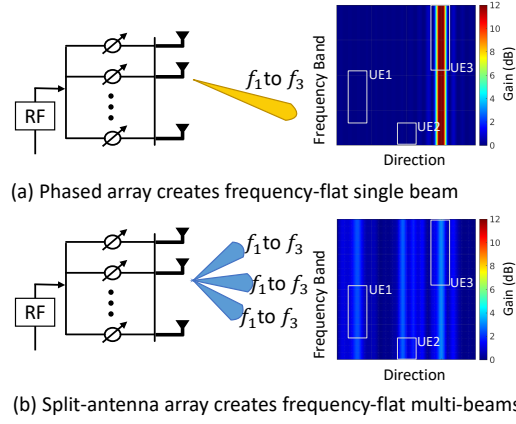 RF
f1 to f3
Frequency Band
UE1
UE2
UE3
Direction
12
10
8
6
4
2
0
Gain (dB)
(a) Phased array creates frequency-flat single beam
RF
f1 to f3
f1 to f3
f1 to f3
Frequency Band
UE1
UE2
UE3
Direction
12
10
8
6
4
2
0
Gain (dB)
(b) Split-antenna array creates frequency-flat multi-beams